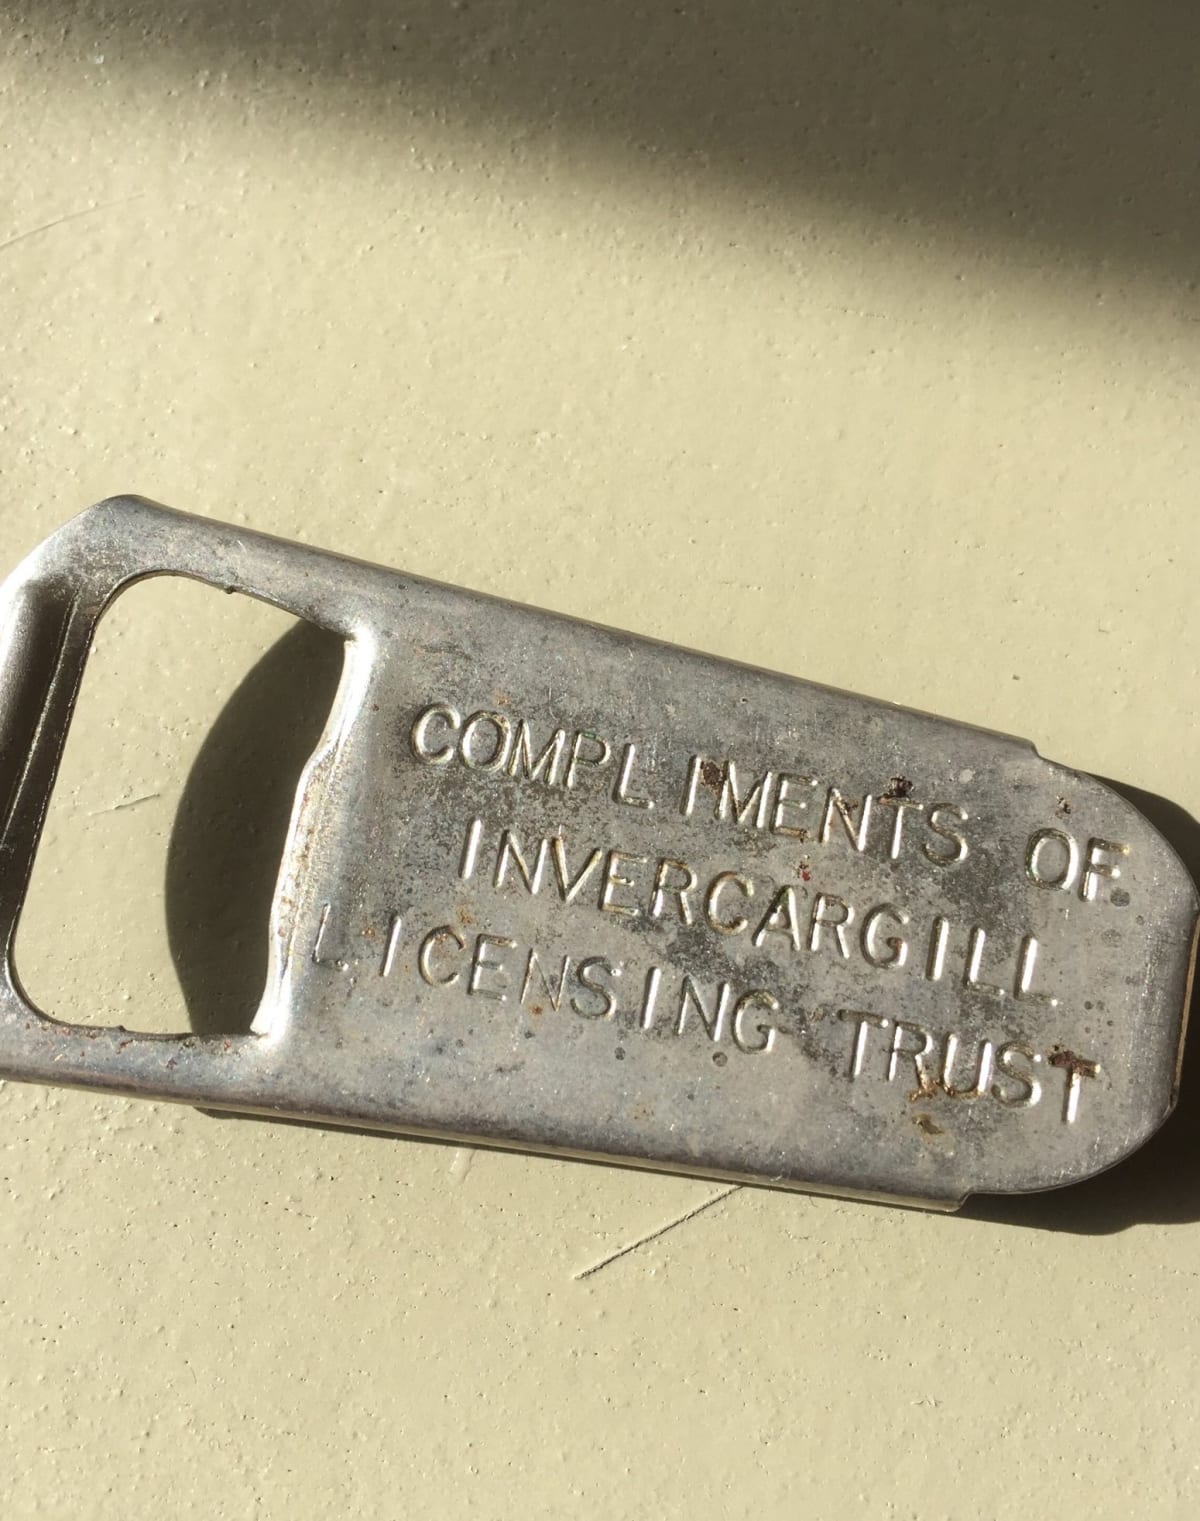 COMPLIMENTS OF
INVERCARGILL
LICENSING TRUST